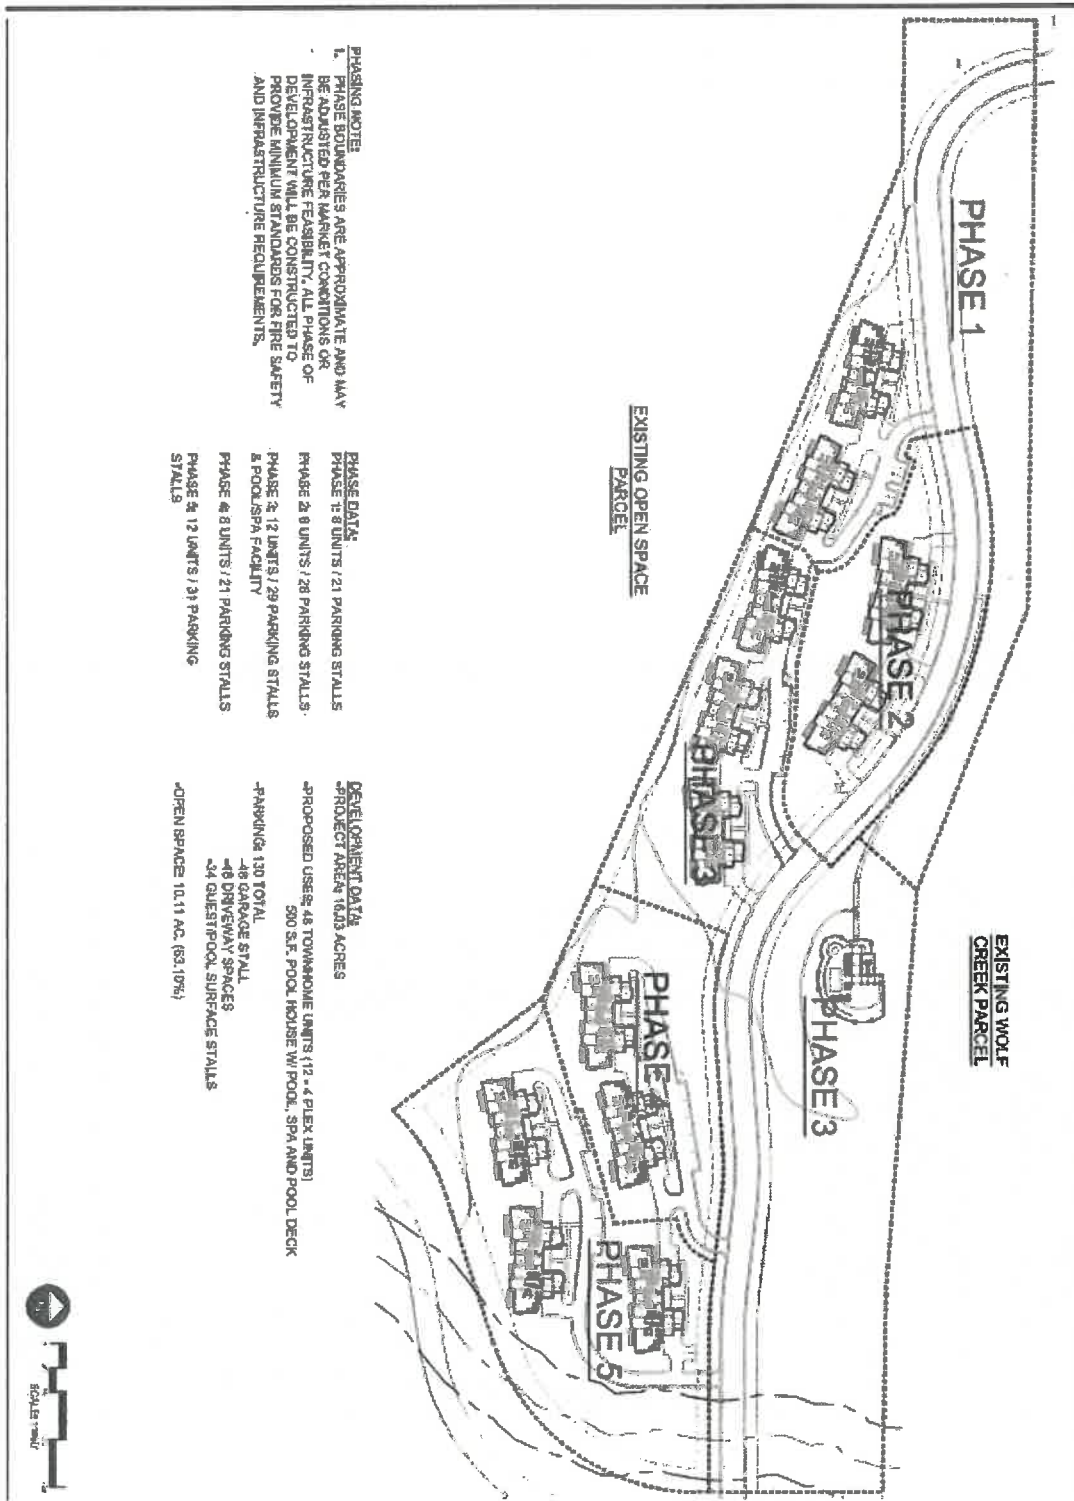 1
PHASE 1
PHASE 2
PHASE 3
PHASE 3
PHASE 4
PHASE 5
EXISTING OPEN SPACE
PARCEL
EXISTING WOLF
CREEK PARCEL
PHASING NOTE:
1. PHASE BOUNDARIES ARE APPROXIMATE AND MAY
BE ADJUSTED PER MARKET CONDITIONS OR
INFRASTRUCTURE FEASIBILITY. ALL PHASE OF
DEVELOPMENT WILL BE CONSTRUCTED TO
PROVIDE MINIMUM STANDARDS FOR FIRE SAFETY
AND INFRASTRUCTURE REQUIREMENTS.
PHASE DATA:
PHASE 1: 8 UNITS / 21 PARKING STALLS
PHASE 2: 8 UNITS / 28 PARKING STALLS
PHASE 3: 12 UNITS / 29 PARKING STALLS
& POOL/SPA FACILITY
PHASE 4: 8 UNITS / 21 PARKING STALLS
PHASE 5: 12 UNITS / 31 PARKING
STALLS
DEVELOPMENT DATA:
-PROJECT AREA: 16.03 ACRES
-PROPOSED USES: 48 TOWNHOME UNITS (12 - 4 PLEX UNITS)
500 S.F. POOL HOUSE W/ POOL, SPA AND POOL DECK
-PARKING: 130 TOTAL
-48 GARAGE STALL
-48 DRIVEWAY SPACES
-34 GUEST/POOL SURFACE STALLS
-OPEN SPACE: 10.11 AC. (63.10%)